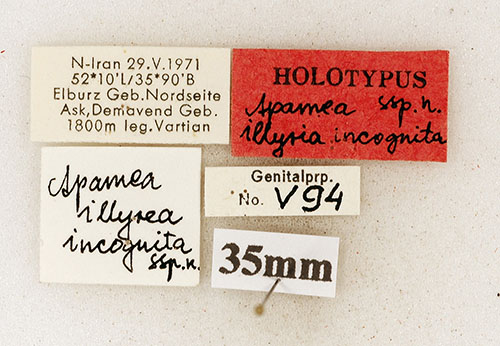 N-Iran 29.V.1971
52*10'L/35*90'B
Elburz Geb.Nordseite
Ask,Demavend Geb.
1800m leg.Vartian
HOLOTYPUS
Apamea ssp.n.
illyria incognita
Apamea
illyrea
incognita
ssp.n.
Genitalprp.
No. V94
35mm